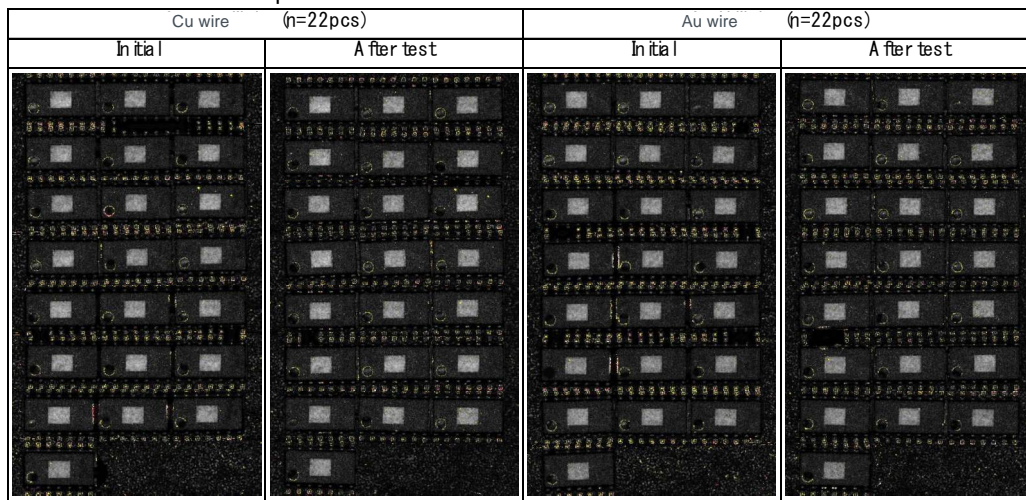 Cu wire (n=22pcs) Au wire (n=22pcs)
Initial After test Initial After test